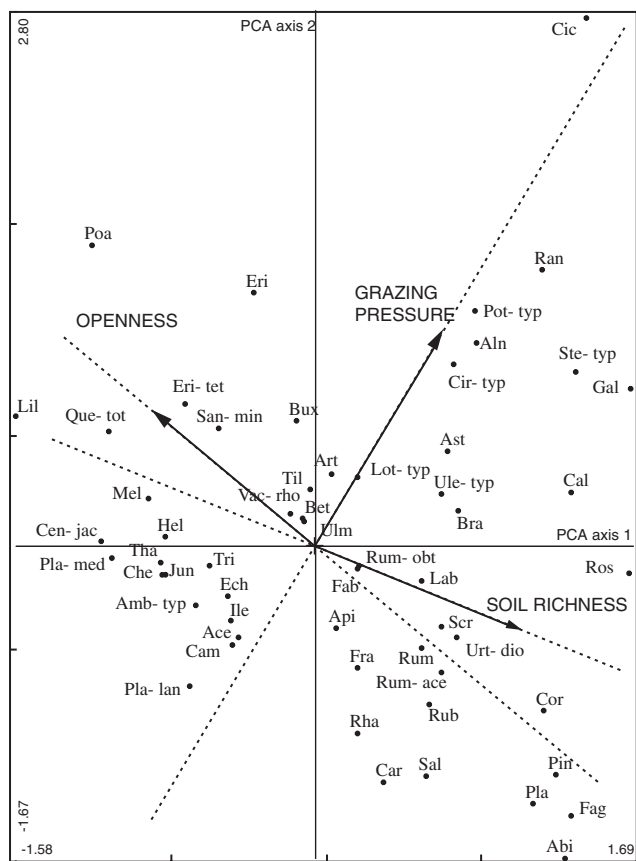 2.80
PCA axis 2
Cic
Poa
Ran
Eri
GRAZING
PRESSURE
Pot- typ
OPENNESS
Aln
Ste- typ
Cir- typ
Gal
Eri- tet
Lil
Que- tot
San- min
Bux
Ast
Art
Lot- typ
Til
Ule- typ
Cal
Mel
Vac- rho
Bet
Bra
Hel
Ulm
Cen- jac
PCA axis 1
Tha
Rum- obt
Pla- med
Che
Jun
Tri
Fab
Lab
Ros
Ech
SOIL RICHNESS
Amb- typ
Ile
Api
Scr
Ace
Urt- dio
Cam
Fra
Rum
Rum- ace
Pla- lan
Cor
Rub
Rha
Car
Sal
Pin
Pla
Fag
-1.67
Abi
-1.58
1.69